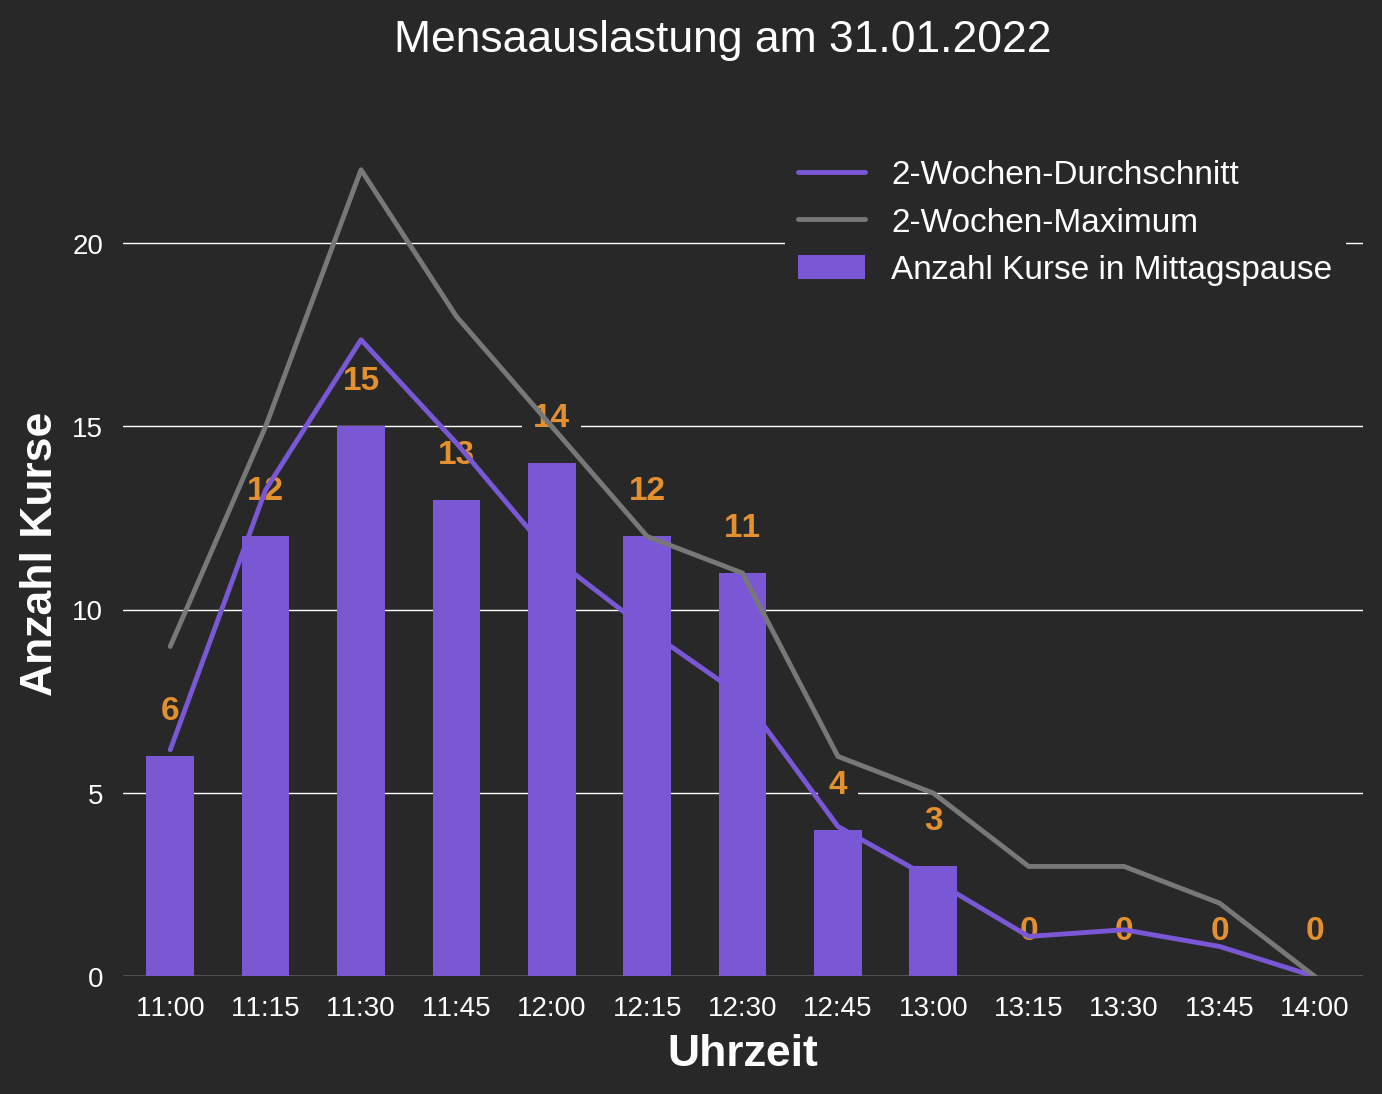 Mensaauslastung am 31.01.2022
2-Wochen-Durchschnitt
2-Wochen-Maximum
Anzahl Kurse in Mittagspause
Anzahl Kurse
20
15
10
5
0
6
12
15
13
14
12
11
4
3
0
0
0
0
11:00 11:15 11:30 11:45 12:00 12:15 12:30 12:45 13:00 13:15 13:30 13:45 14:00
Uhrzeit